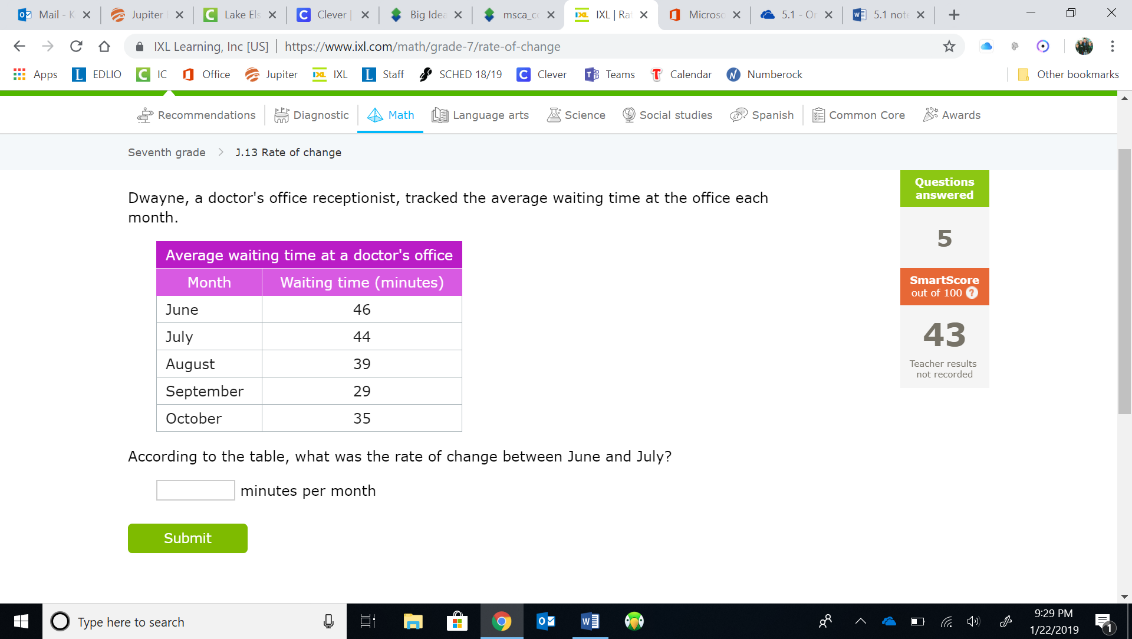 Mail - K
Jupiter
Lake El
Clever |
Big Idea
msca_c
IXL | Ra
Microso
5.1 - O
5.1 not
IXL Learning, Inc [US] | https://www.ixl.com/math/grade-7/rate-of-change
Apps EDLIO IC Office Jupiter IXL Staff SCHED 18/19 Clever Teams Calendar Numberock Other bookmarks
Recommendations Diagnostic Math Language arts Science Social studies Spanish Common Core Awards
Seventh grade > J.13 Rate of change
Dwayne, a doctor's office receptionist, tracked the average waiting time at the office each
month.
Average waiting time at a doctor's office
Month Waiting time (minutes)
June 46
July 44
August 39
September 29
October 35
According to the table, what was the rate of change between June and July?
minutes per month
Submit
Questions
answered
5
SmartScore
out of 100 ?
43
Teacher results
not recorded
Type here to search
9:29 PM
1/22/2019
1